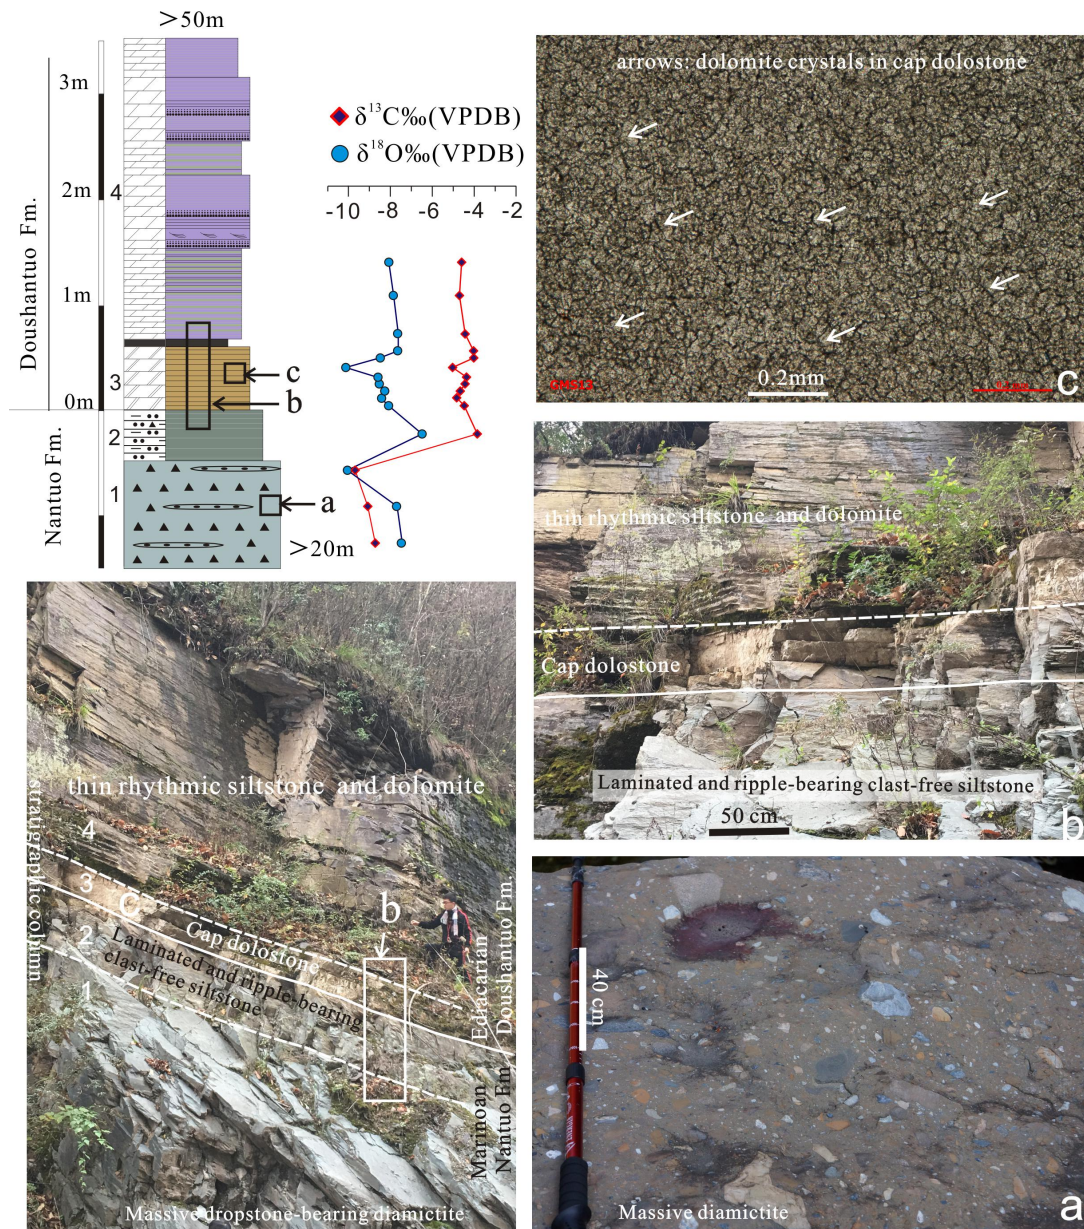 >50m
3m
2m
1m
0m
Doushantuo Fm.
Nantuo Fm.
4
3
2
1
c
b
a
>20m
δ¹³C‰(VPDB)
δ¹⁸O‰(VPDB)
-10 -8 -6 -4 -2
arrows: dolomite crystals in cap dolostone
0.2mm
GMS13
c
thin rhythmic siltstone and dolomite
Cap dolostone
Laminated and ripple-bearing clast-free siltstone
50 cm
b
thin rhythmic siltstone and dolomite
stratigraphic column
4
3
C
2
1
b
Cap dolostone
Laminated and ripple-bearing
clast-free siltstone
Ediacarian
Doushantuo Fm
Marinoan
Nantuo Fm
Massive dropstone-bearing diamictite
40 cm
Massive diamictite
a